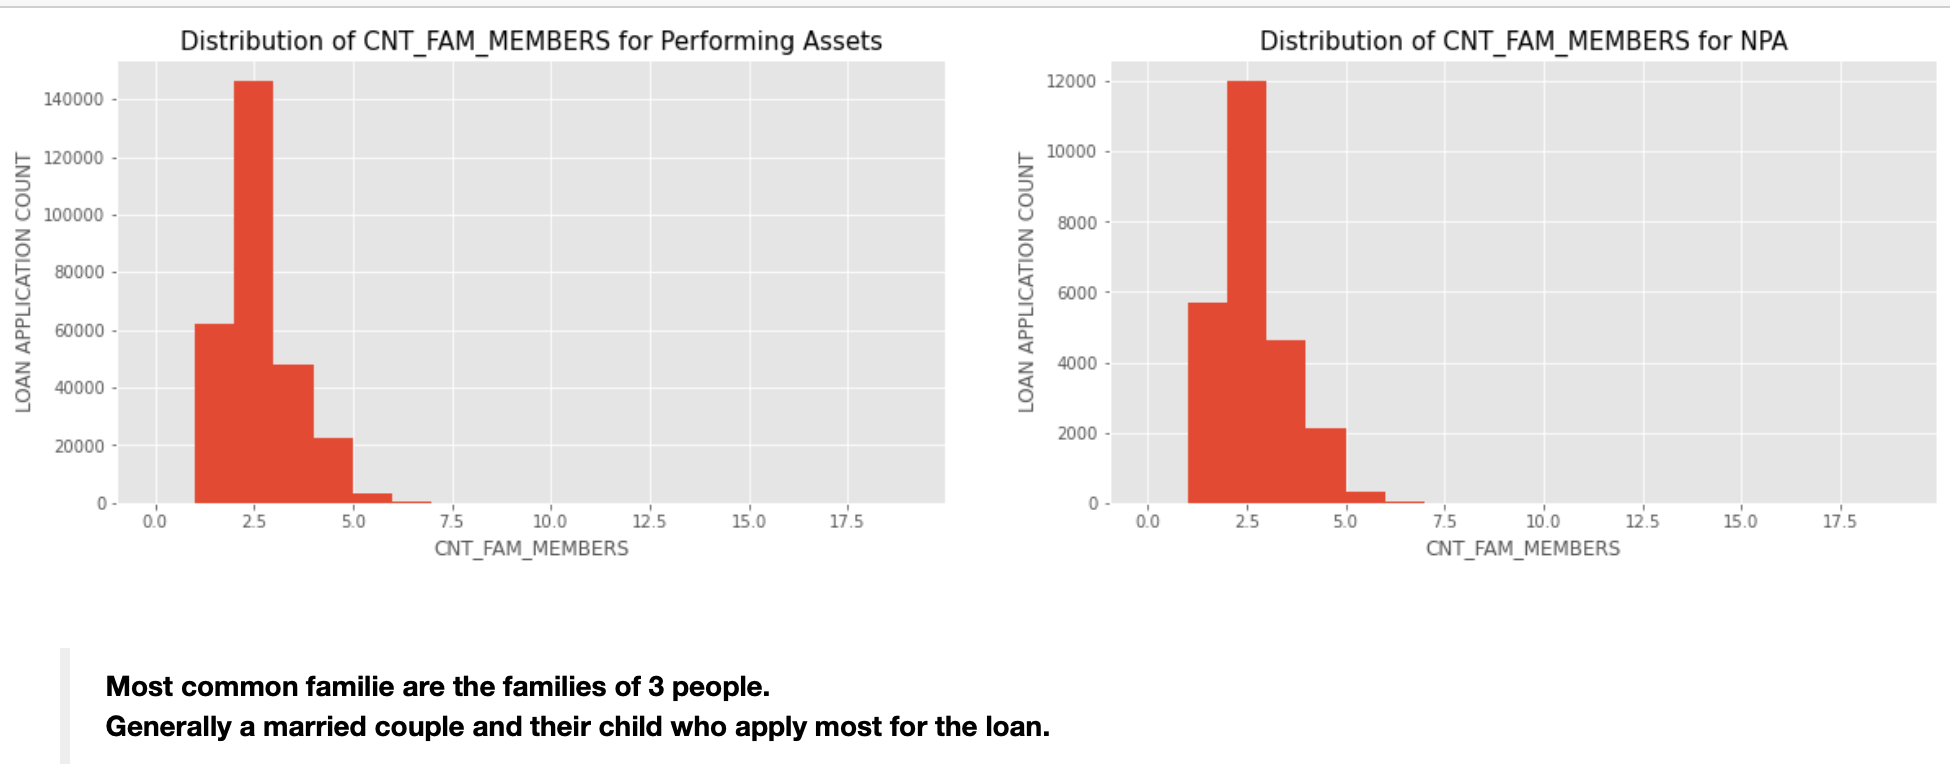 Distribution of CNT_FAM_MEMBERS for Performing Assets
LOAN APPLICATION COUNT
140000
120000
100000
80000
60000
40000
20000
0
0.0 2.5 5.0 7.5 10.0 12.5 15.0 17.5
CNT_FAM_MEMBERS
Distribution of CNT_FAM_MEMBERS for NPA
LOAN APPLICATION COUNT
12000
10000
8000
6000
4000
2000
0
0.0 2.5 5.0 7.5 10.0 12.5 15.0 17.5
CNT_FAM_MEMBERS
Most common familie are the families of 3 people.
Generally a married couple and their child who apply most for the loan.